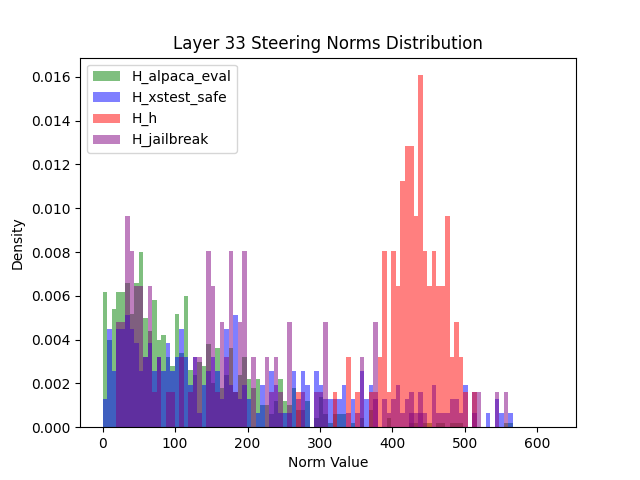 Layer 33 Steering Norms Distribution
H_alpaca_eval
H_xstest_safe
H_h
H_jailbreak
0.016
0.014
0.012
0.010
0.008
0.006
0.004
0.002
0.000
Density
0 100 200 300 400 500 600
Norm Value